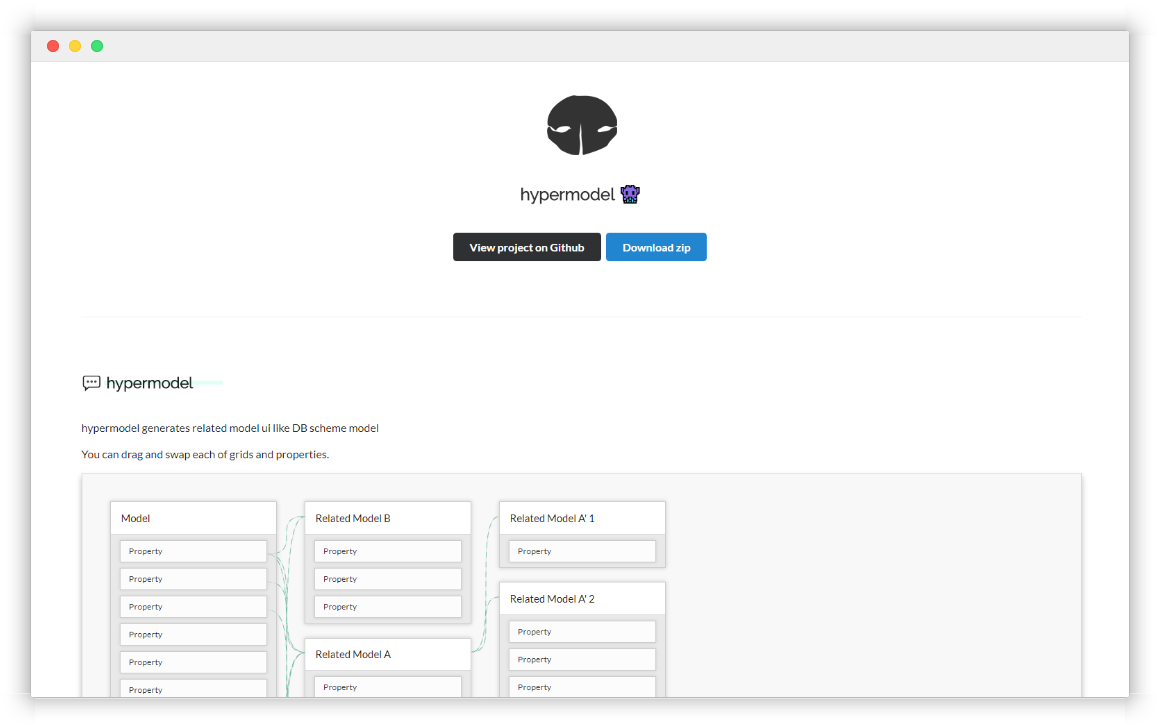 hypermodel
View project on Github
Download zip
hypermodel
hypermodel generates related model ui like DB scheme model
You can drag and swap each of grids and properties.
Model
Property
Property
Property
Property
Property
Property
Related Model B
Property
Property
Property
Related Model A
Property
Related Model A' 1
Property
Related Model A' 2
Property
Property
Property